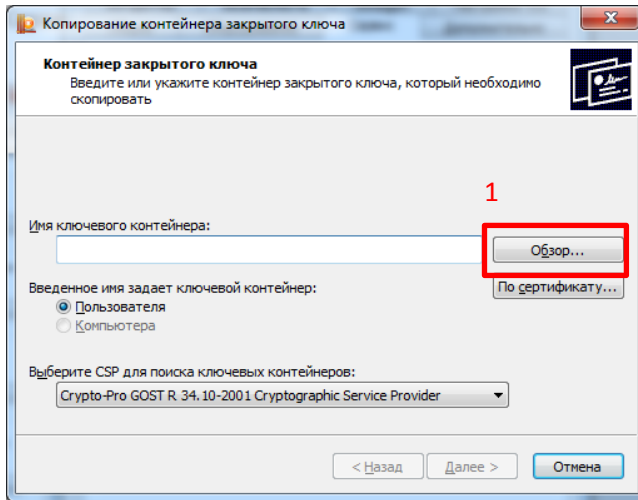 Копирование контейнера закрытого ключа
Контейнер закрытого ключа
Введите или укажите контейнер закрытого ключа, который необходимо
скопировать
1
Имя ключевого контейнера:
Обзор...
Введенное имя задает ключевой контейнер:
По сертификату...
Пользователя
Компьютера
Выберите CSP для поиска ключевых контейнеров:
Crypto-Pro GOST R 34.10-2001 Cryptographic Service Provider
< Назад
Далее >
Отмена